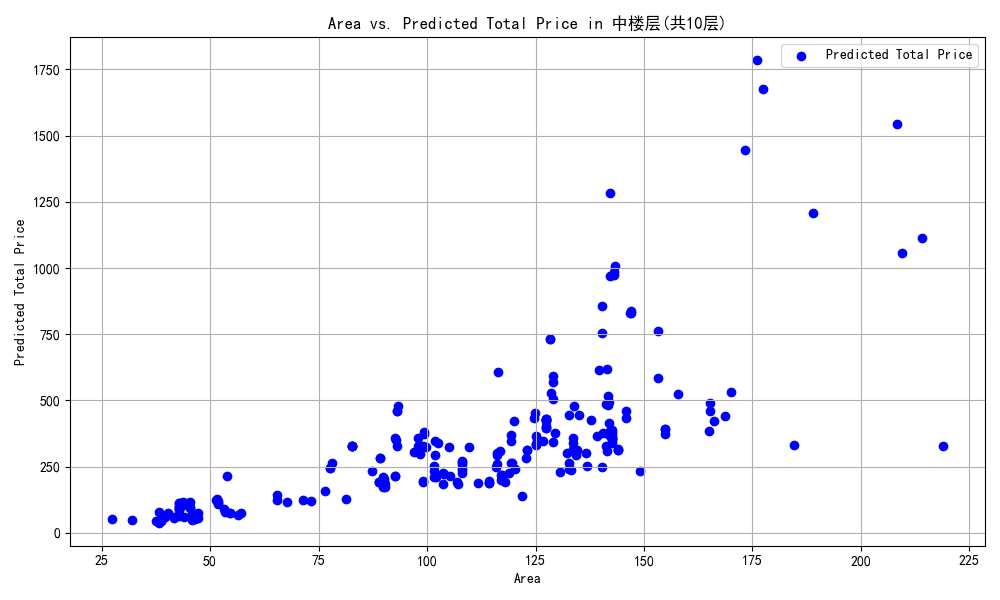 Area vs. Predicted Total Price in 中楼层(共10层)
Predicted Total Price
Predicted Total Price
1750
1500
1250
1000
750
500
250
0
25 50 75 100 125 150 175 200 225
Area